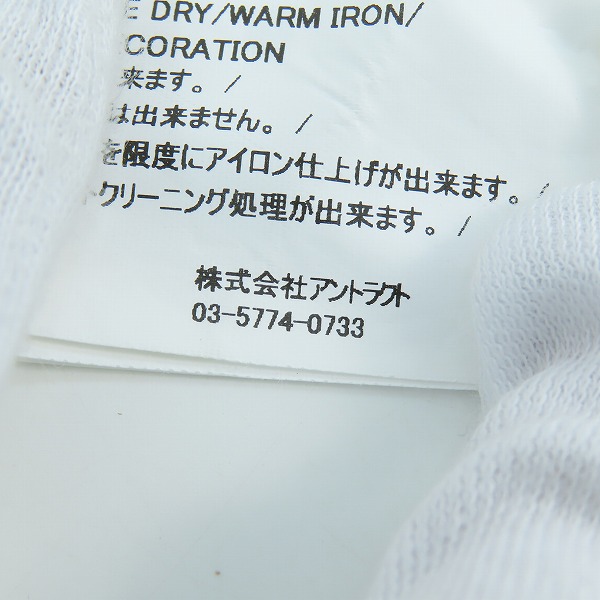 DRY/WARM IRON/
CORATION
来ます。 /
は出来ません。 /
を限度にアイロン仕上げが出来ます。 /
クリーニング処理が出来ます。 /
株式会社アントラクト
03-5774-0733